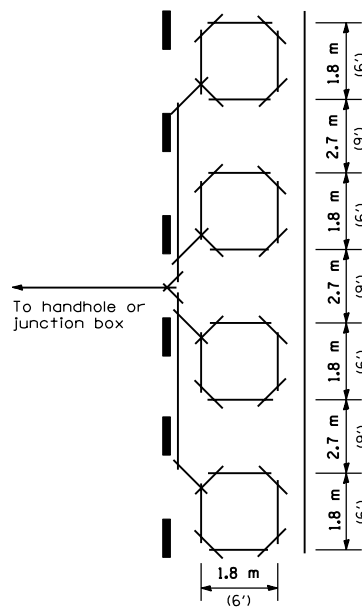 1.8 m
(6')
2.7 m
(9')
1.8 m
(6')
2.7 m
(9')
To handhole or
junction box
1.8 m
(6')
2.7 m
(9')
1.8 m
(6')
1.8 m
(6')